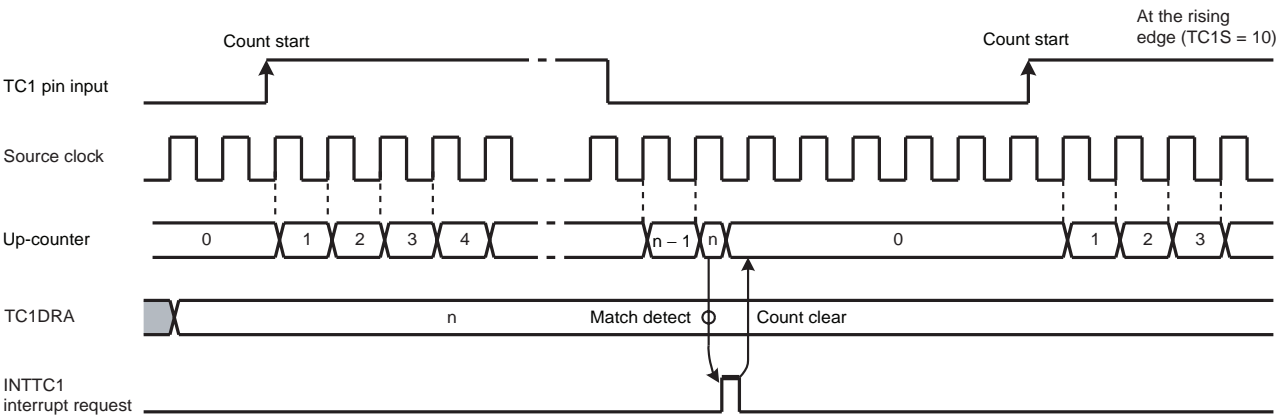 At the rising
edge (TC1S = 10)
Count start
Count start
TC1 pin input
Source clock
Up-counter
0
1
2
3
4
n – 1
n
0
1
2
3
TC1DRA
n
Match detect
Count clear
INTTC1
interrupt request